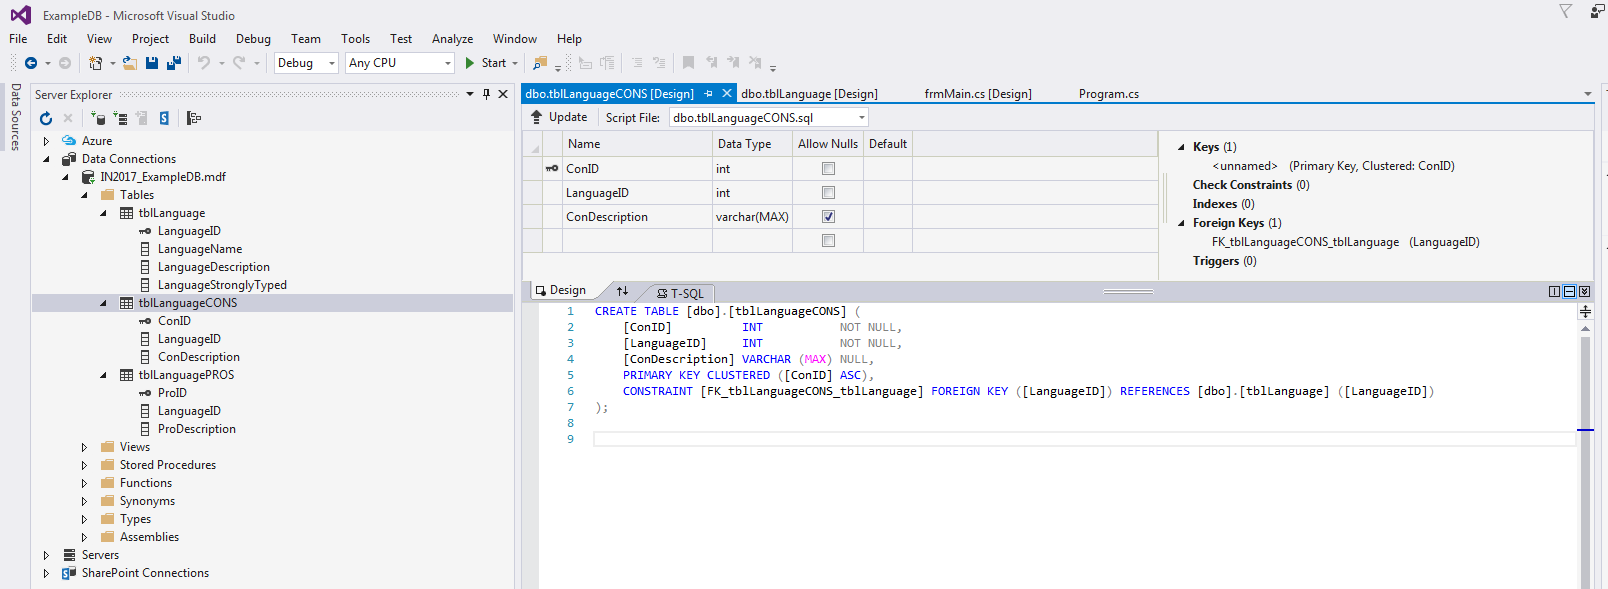 ExampleDB - Microsoft Visual Studio
File Edit View Project Build Debug Team Tools Test Analyze Window Help
Debug Any CPU Start
Data Sources
Server Explorer
Azure
Data Connections
IN2017_ExampleDB.mdf
Tables
tblLanguage
LanguageID
LanguageName
LanguageDescription
LanguageStronglyTyped
tblLanguageCONS
ConID
LanguageID
ConDescription
tblLanguagePROS
ProID
LanguageID
ProDescription
Views
Stored Procedures
Functions
Synonyms
Types
Assemblies
Servers
SharePoint Connections
dbo.tblLanguageCONS [Design] dbo.tblLanguage [Design] frmMain.cs [Design] Program.cs
Update Script File: dbo.tblLanguageCONS.sql
Name Data Type Allow Nulls Default
ConID int
LanguageID int
ConDescription varchar(MAX)
Keys (1)
<unnamed> (Primary Key, Clustered: ConID)
Check Constraints (0)
Indexes (0)
Foreign Keys (1)
FK_tblLanguageCONS_tblLanguage (LanguageID)
Triggers (0)
Design T-SQL
1 CREATE TABLE [dbo].[tblLanguageCONS] (
2 [ConID] INT NOT NULL,
3 [LanguageID] INT NOT NULL,
4 [ConDescription] VARCHAR (MAX) NULL,
5 PRIMARY KEY CLUSTERED ([ConID] ASC),
6 CONSTRAINT [FK_tblLanguageCONS_tblLanguage] FOREIGN KEY ([LanguageID]) REFERENCES [dbo].[tblLanguage] ([LanguageID])
7 );
8
9